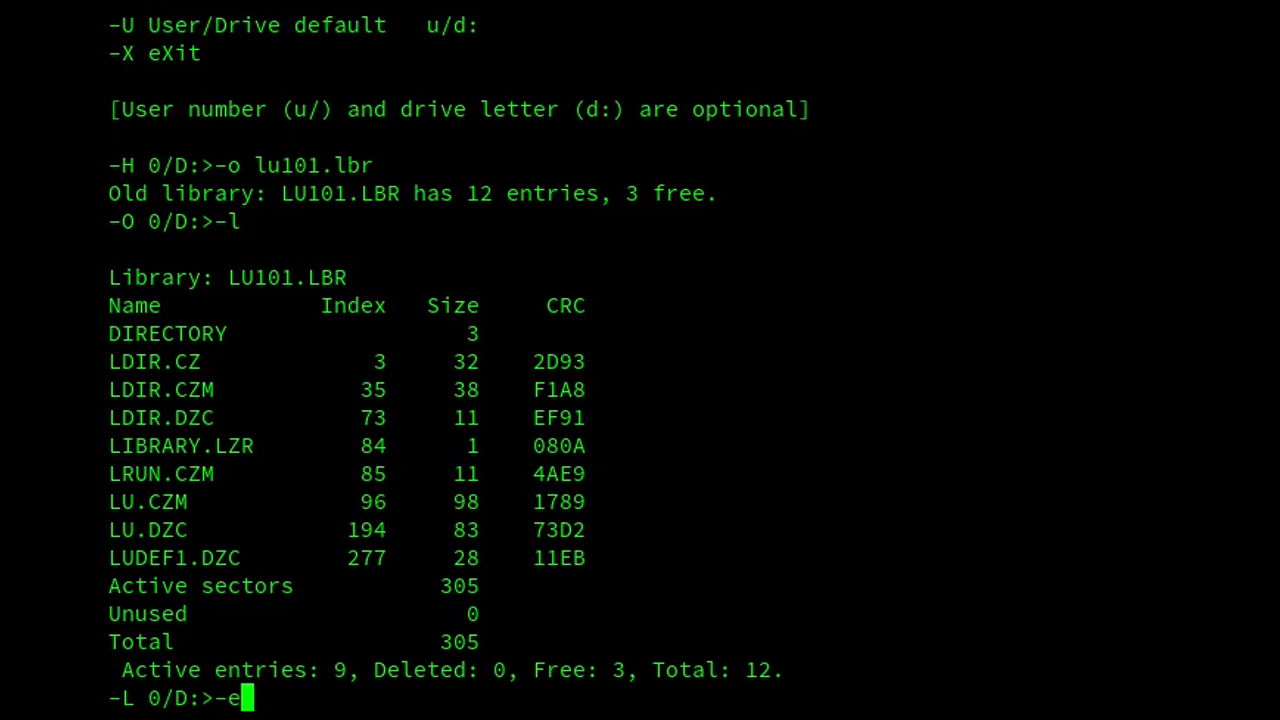 -U User/Drive default   u/d:
-X eXit
[User number (u/) and drive letter (d:) are optional]
-H 0/D:>-o lu101.lbr
Old library: LU101.LBR has 12 entries, 3 free.
-O 0/D:>-l
Library: LU101.LBR
Name            Index   Size     CRC
DIRECTORY                  3
LDIR.CZ             3     32    2D93
LDIR.CZM           35     38    F1A8
LDIR.DZC           73     11    EF91
LIBRARY.LZR        84      1    080A
LRUN.CZM           85     11    4AE9
LU.CZM             96     98    1789
LU.DZC            194     83    73D2
LUDEF1.DZC        277     28    11EB
Active sectors           305
Unused                     0
Total                    305
 Active entries: 9, Deleted: 0, Free: 3, Total: 12.
-L 0/D:>-e